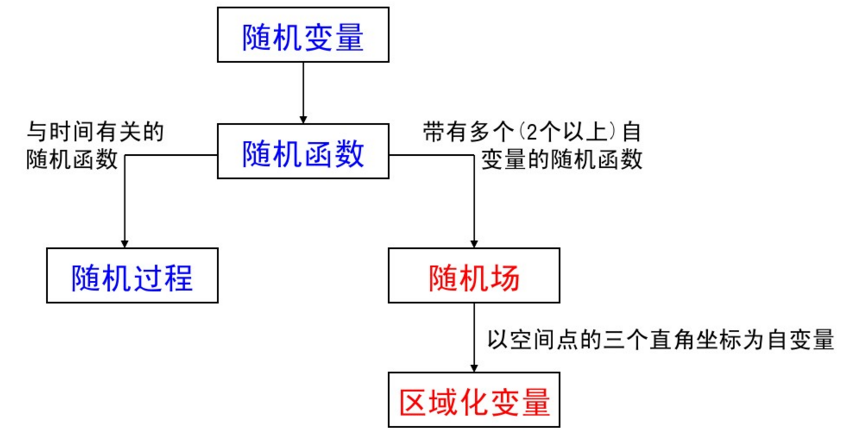 随机变量
与时间有关的
随机函数
随机函数
带有多个(2个以上)自
变量的随机函数
随机过程
随机场
以空间点的三个直角坐标为自变量
区域化变量